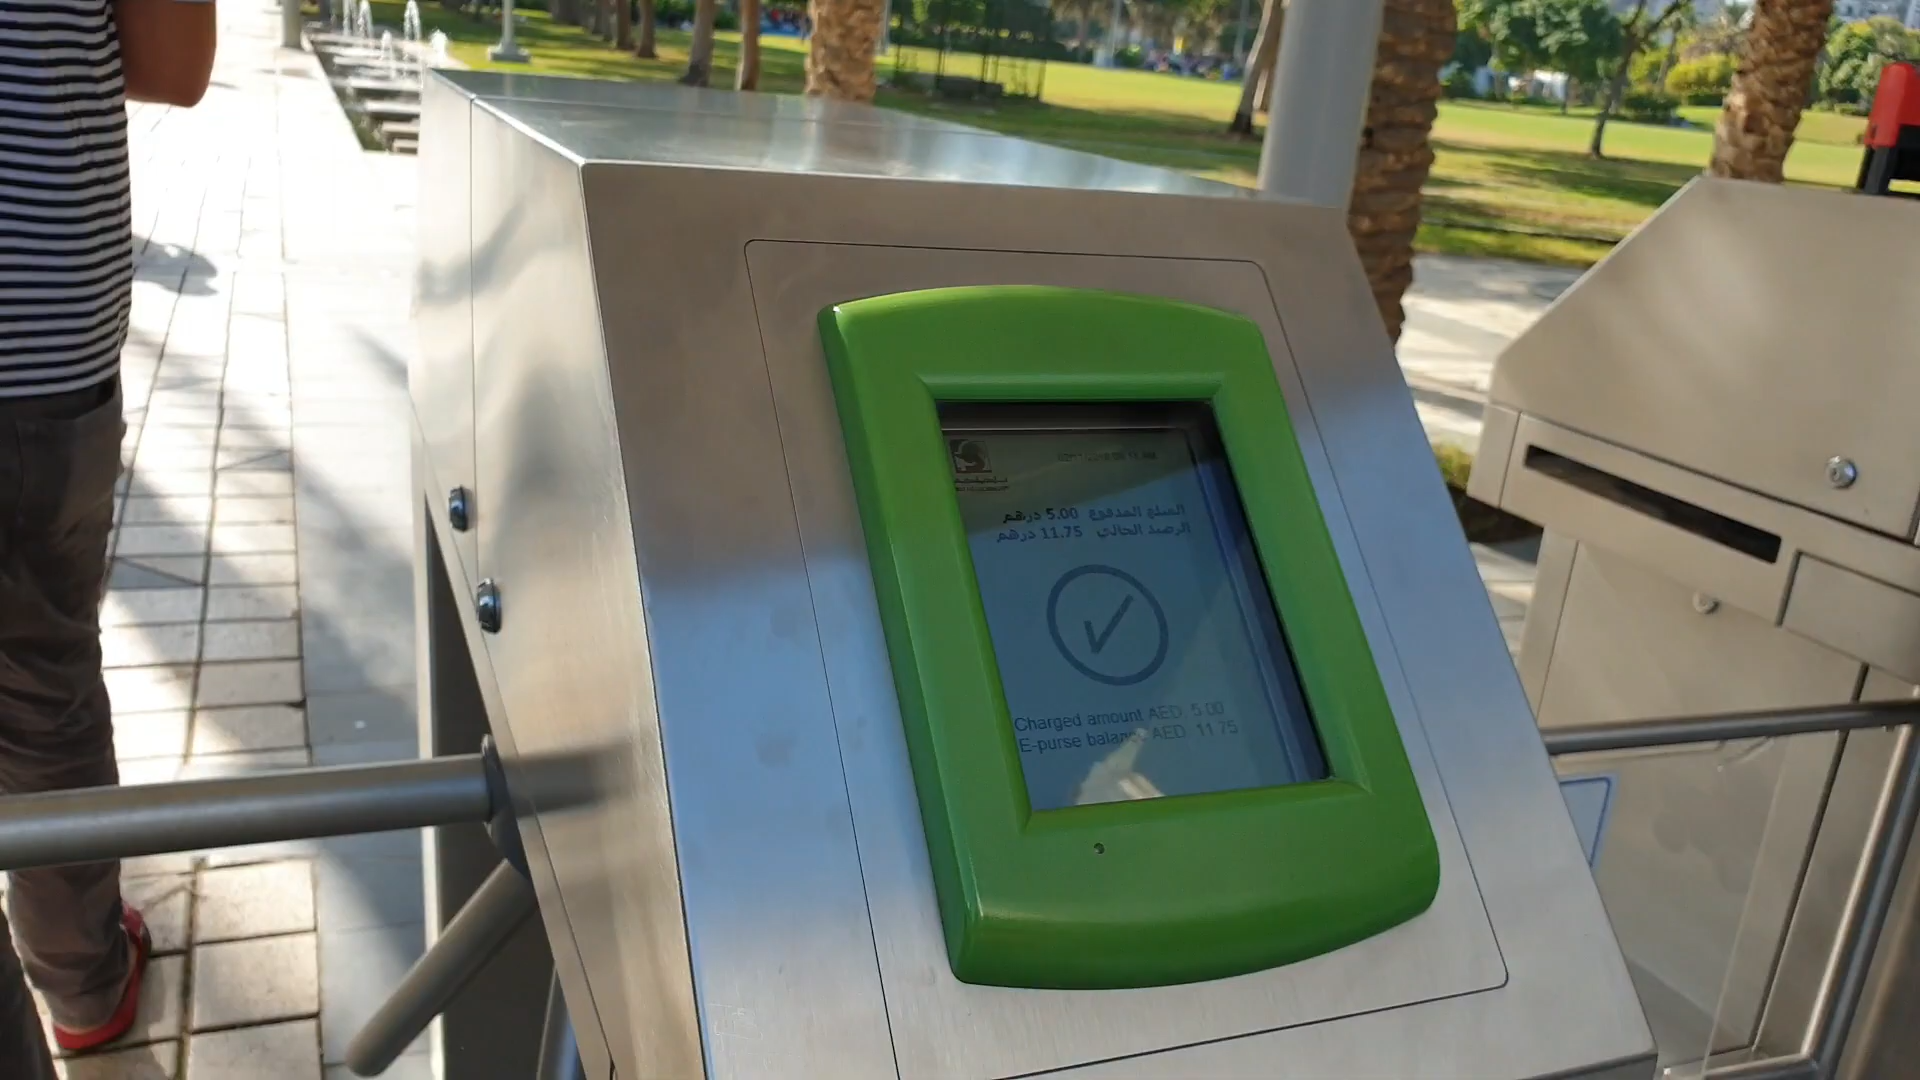 المبلغ المدفوع 5.00 درهم
الرصيد الحالي 11.75 درهم
Charged amount AED. 5.00
E-purse balance AED. 11.75